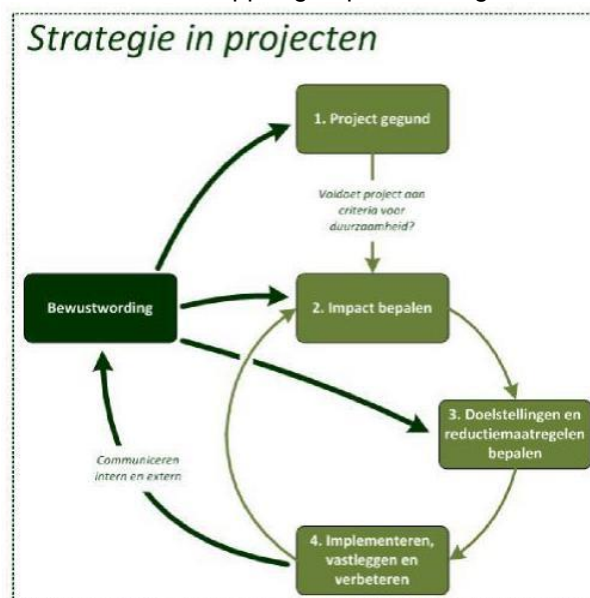 Strategie in projecten
1. Project gegund
Voldoet project aan
criteria voor
duurzaamheid?
Bewustwording
2. Impact bepalen
3. Doelstellingen en
reductiemaatregelen
bepalen
Communiceren
intern en extern
4. Implementeren,
vastleggen en
verbeteren